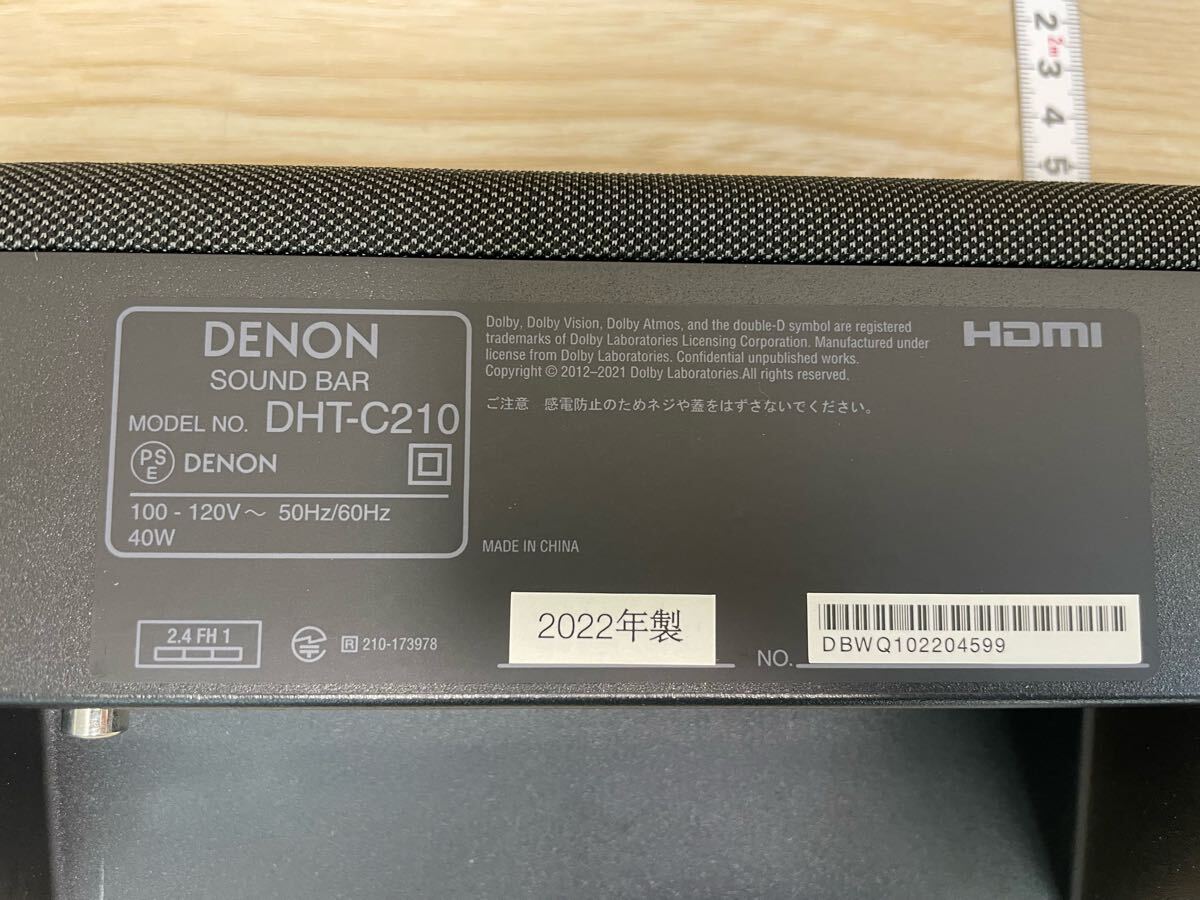 2
2m
3
4
5
DENON
SOUND BAR
MODEL NO. DHT-C210
PSE DENON
100 - 120V～ 50Hz/60Hz
40W
Dolby, Dolby Vision, Dolby Atmos, and the double-D symbol are registered
trademarks of Dolby Laboratories Licensing Corporation. Manufactured under
license from Dolby Laboratories. Confidential unpublished works.
Copyright © 2012–2021 Dolby Laboratories.All rights reserved.
ご注意 感電防止のためネジや蓋をはずさないでください。
HDMI
MADE IN CHINA
2.4 FH 1
R 210-173978
2022年製
NO. DBWQ102204599